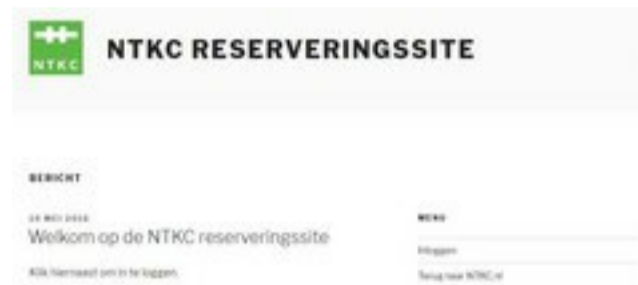 NTKC
NTKC RESERVERINGSSITE
BERICHT
MEI
Welkom op de NTKC reserveringssite
Klik hiernaast om in te loggen.
MENU
Inloggen
Terug naar NTKC.nl